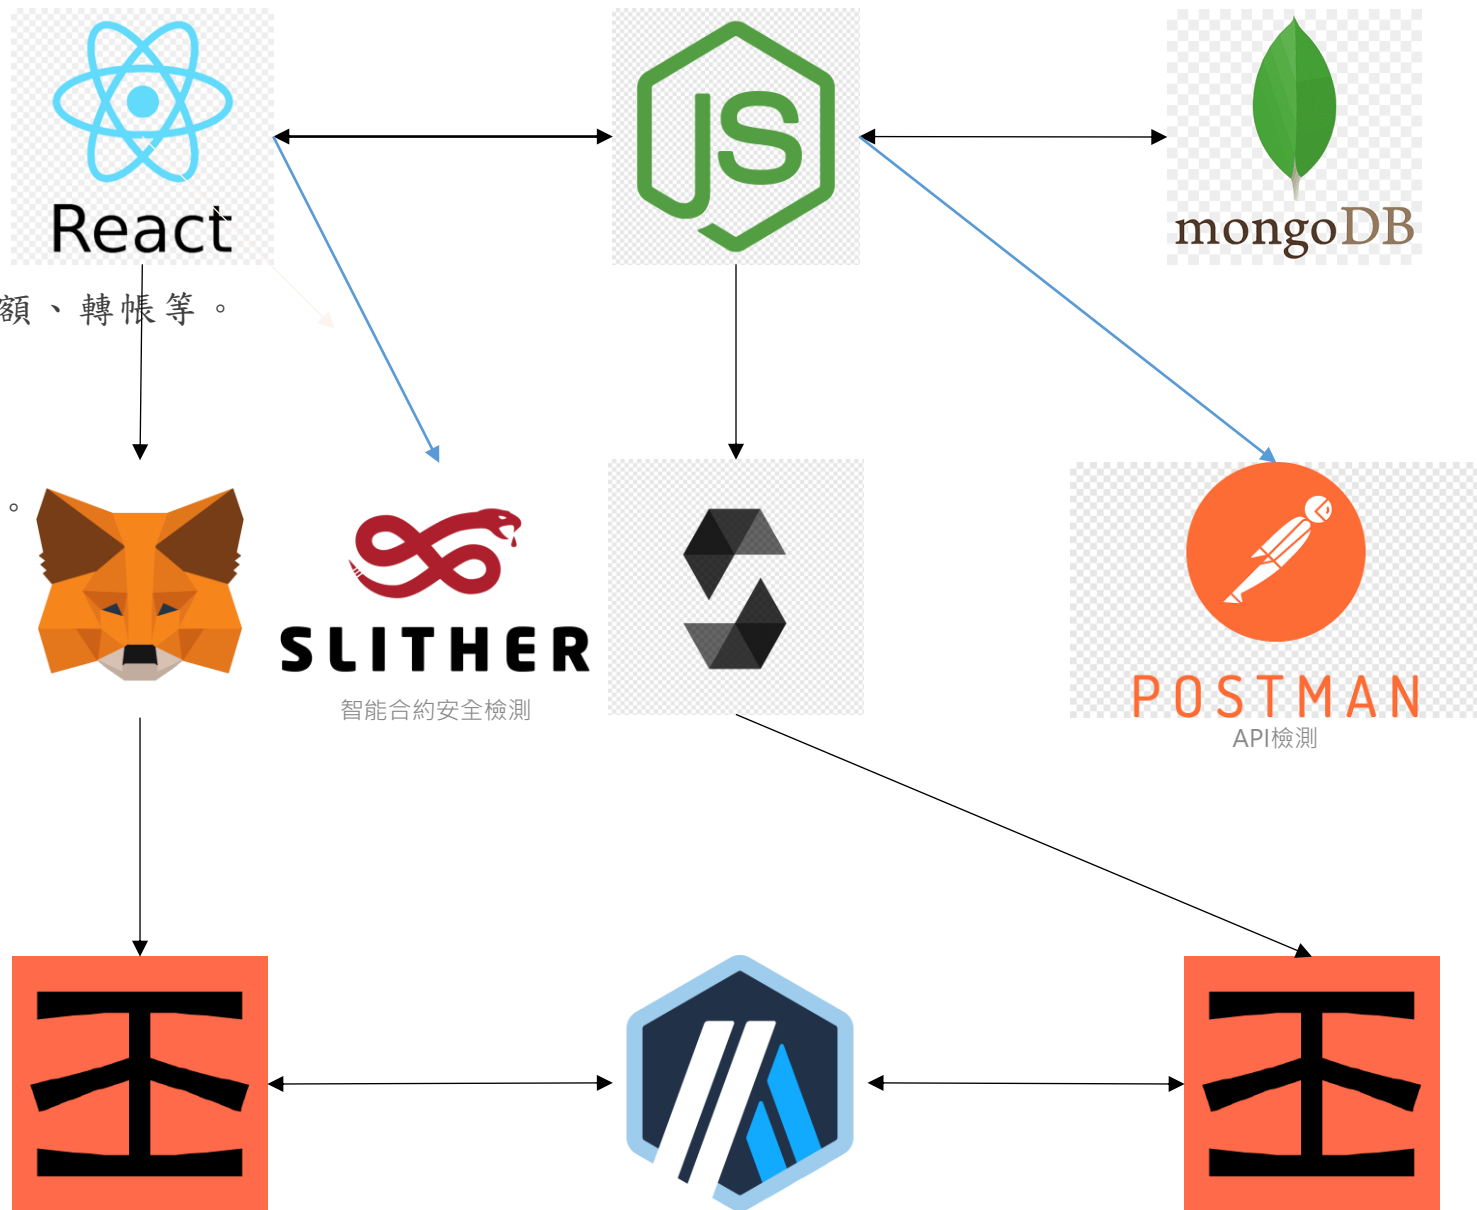 React
JS
mongoDB
額、轉帳等。
。
SLITHER
智能合約安全檢測
POSTMAN
API檢測